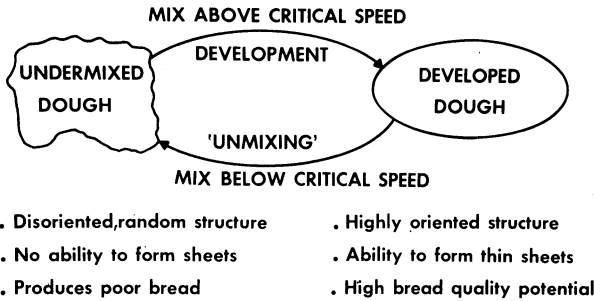 MIX ABOVE CRITICAL SPEED
DEVELOPMENT
UNDERMIXED
DOUGH
DEVELOPED
DOUGH
'UNMIXING'
MIX BELOW CRITICAL SPEED
. Disoriented,random structure
. No ability to form sheets
. Produces poor bread
. Highly oriented structure
. Ability to form thin sheets
. High bread quality potential